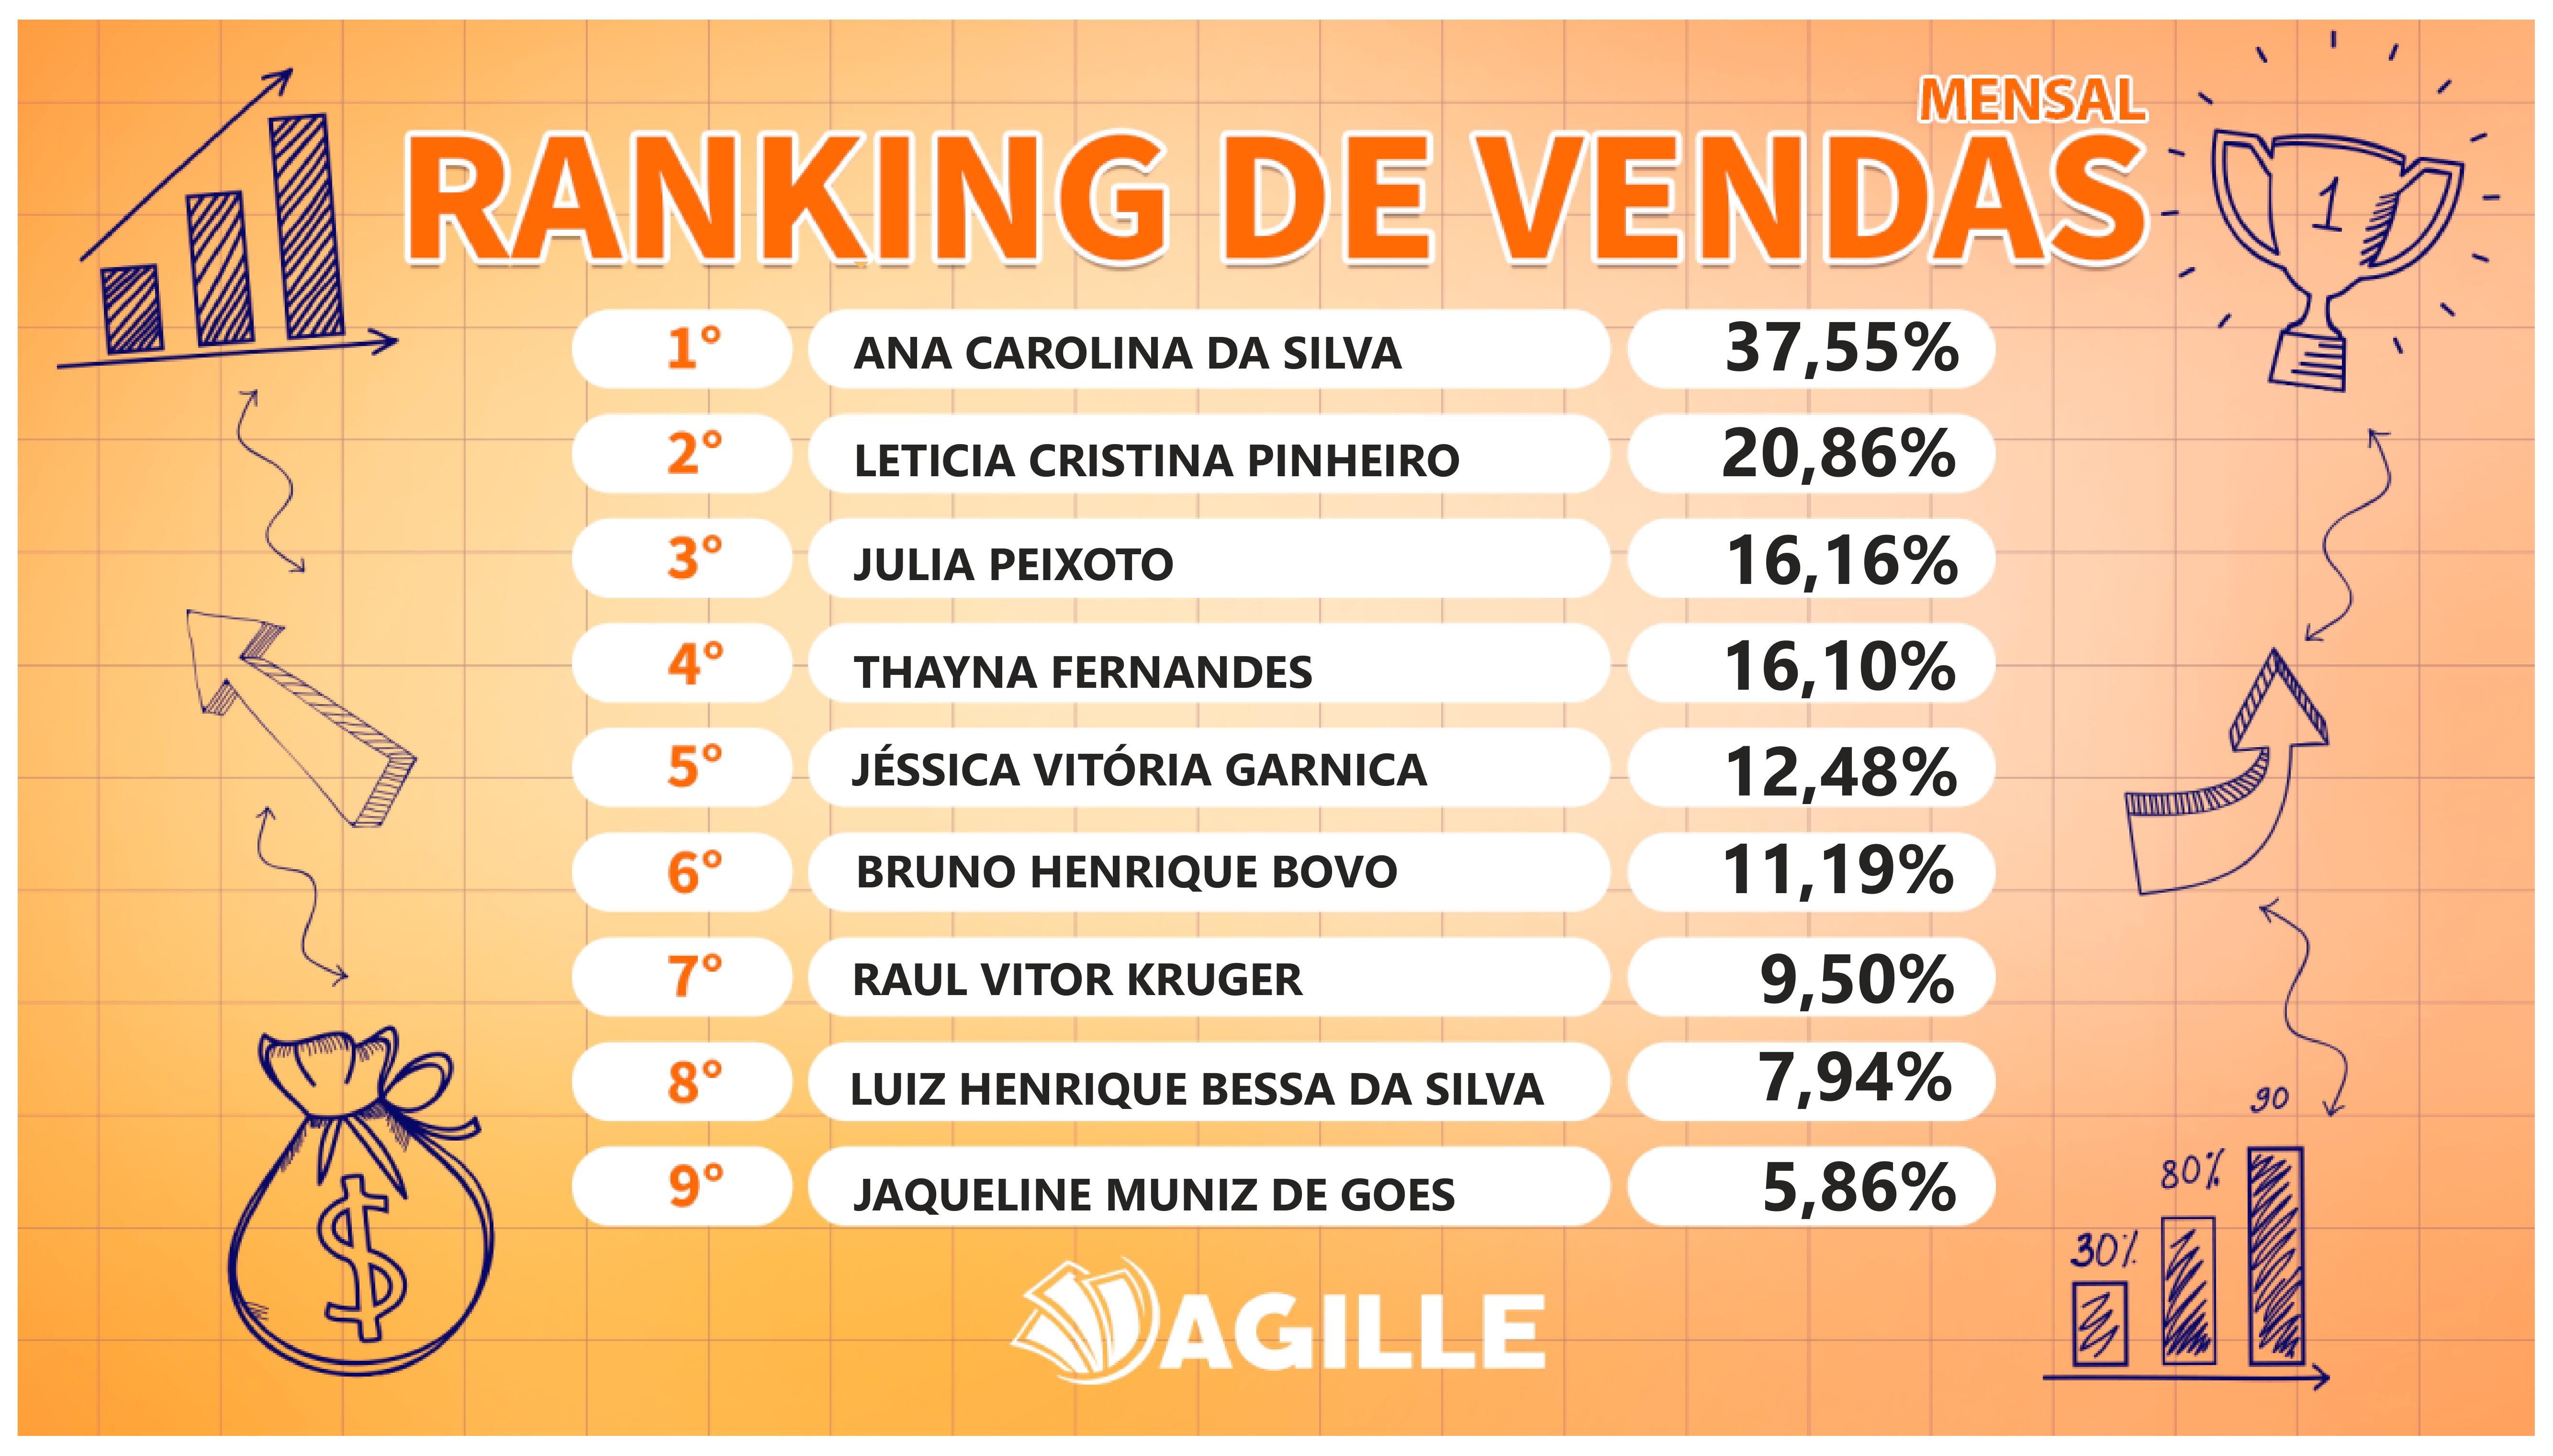 MENSAL
RANKING DE VENDAS
1
1° ANA CAROLINA DA SILVA 37,55%
2° LETICIA CRISTINA PINHEIRO 20,86%
3° JULIA PEIXOTO 16,16%
4° THAYNA FERNANDES 16,10%
5° JÉSSICA VITÓRIA GARNICA 12,48%
6° BRUNO HENRIQUE BOVO 11,19%
7° RAUL VITOR KRUGER 9,50%
8° LUIZ HENRIQUE BESSA DA SILVA 7,94%
9° JAQUELINE MUNIZ DE GOES 5,86%
$
30% 80% 90
AGILLE